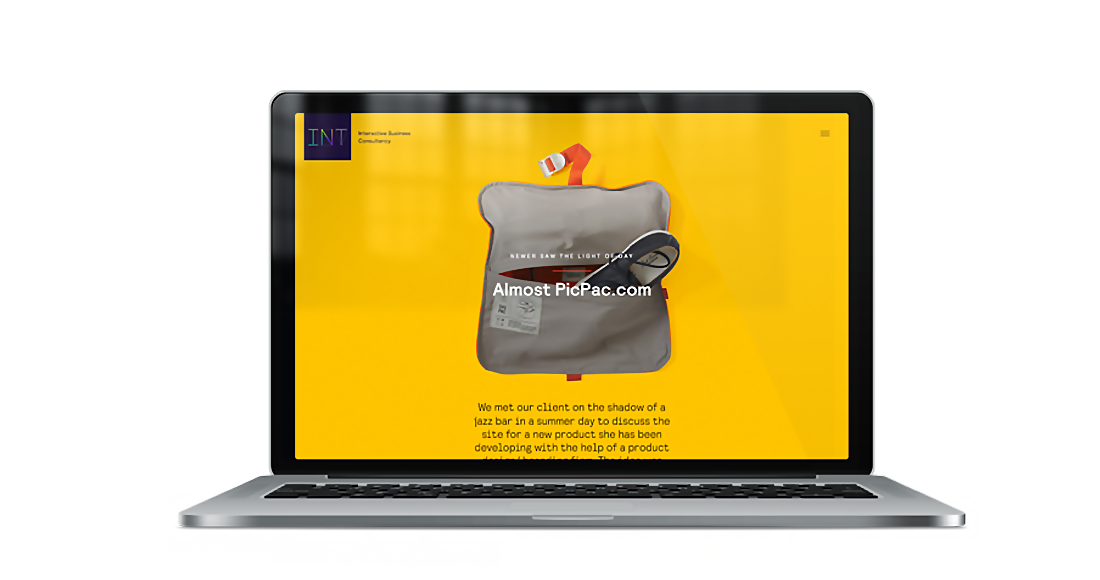 INT
Interactive Business
Consultancy
NEWER SAW THE LIGHT OF DAY
Almost PicPac.com
We met our client on the shadow of a
jazz bar in a summer day to discuss the
site for a new product she has been
developing with the help of a product